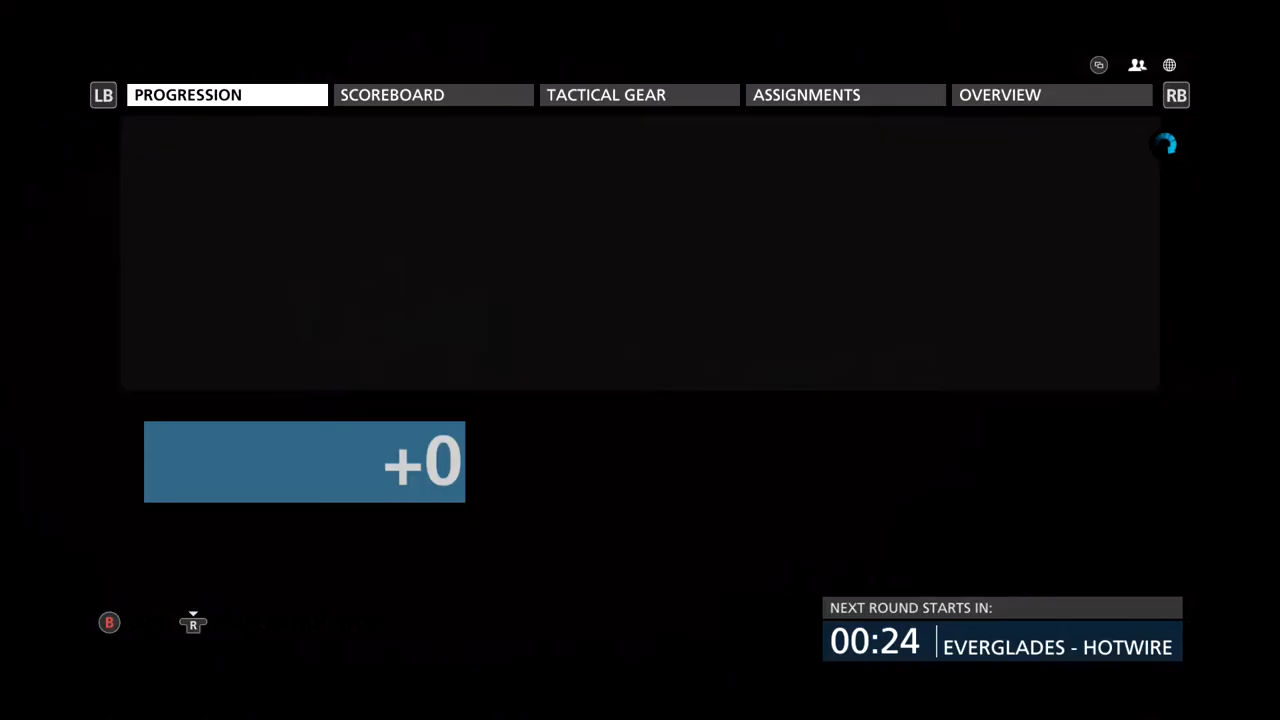 LB PROGRESSION SCOREBOARD TACTICAL GEAR ASSIGNMENTS OVERVIEW RB
+0
B R
NEXT ROUND STARTS IN:
00:24 EVERGLADES - HOTWIRE